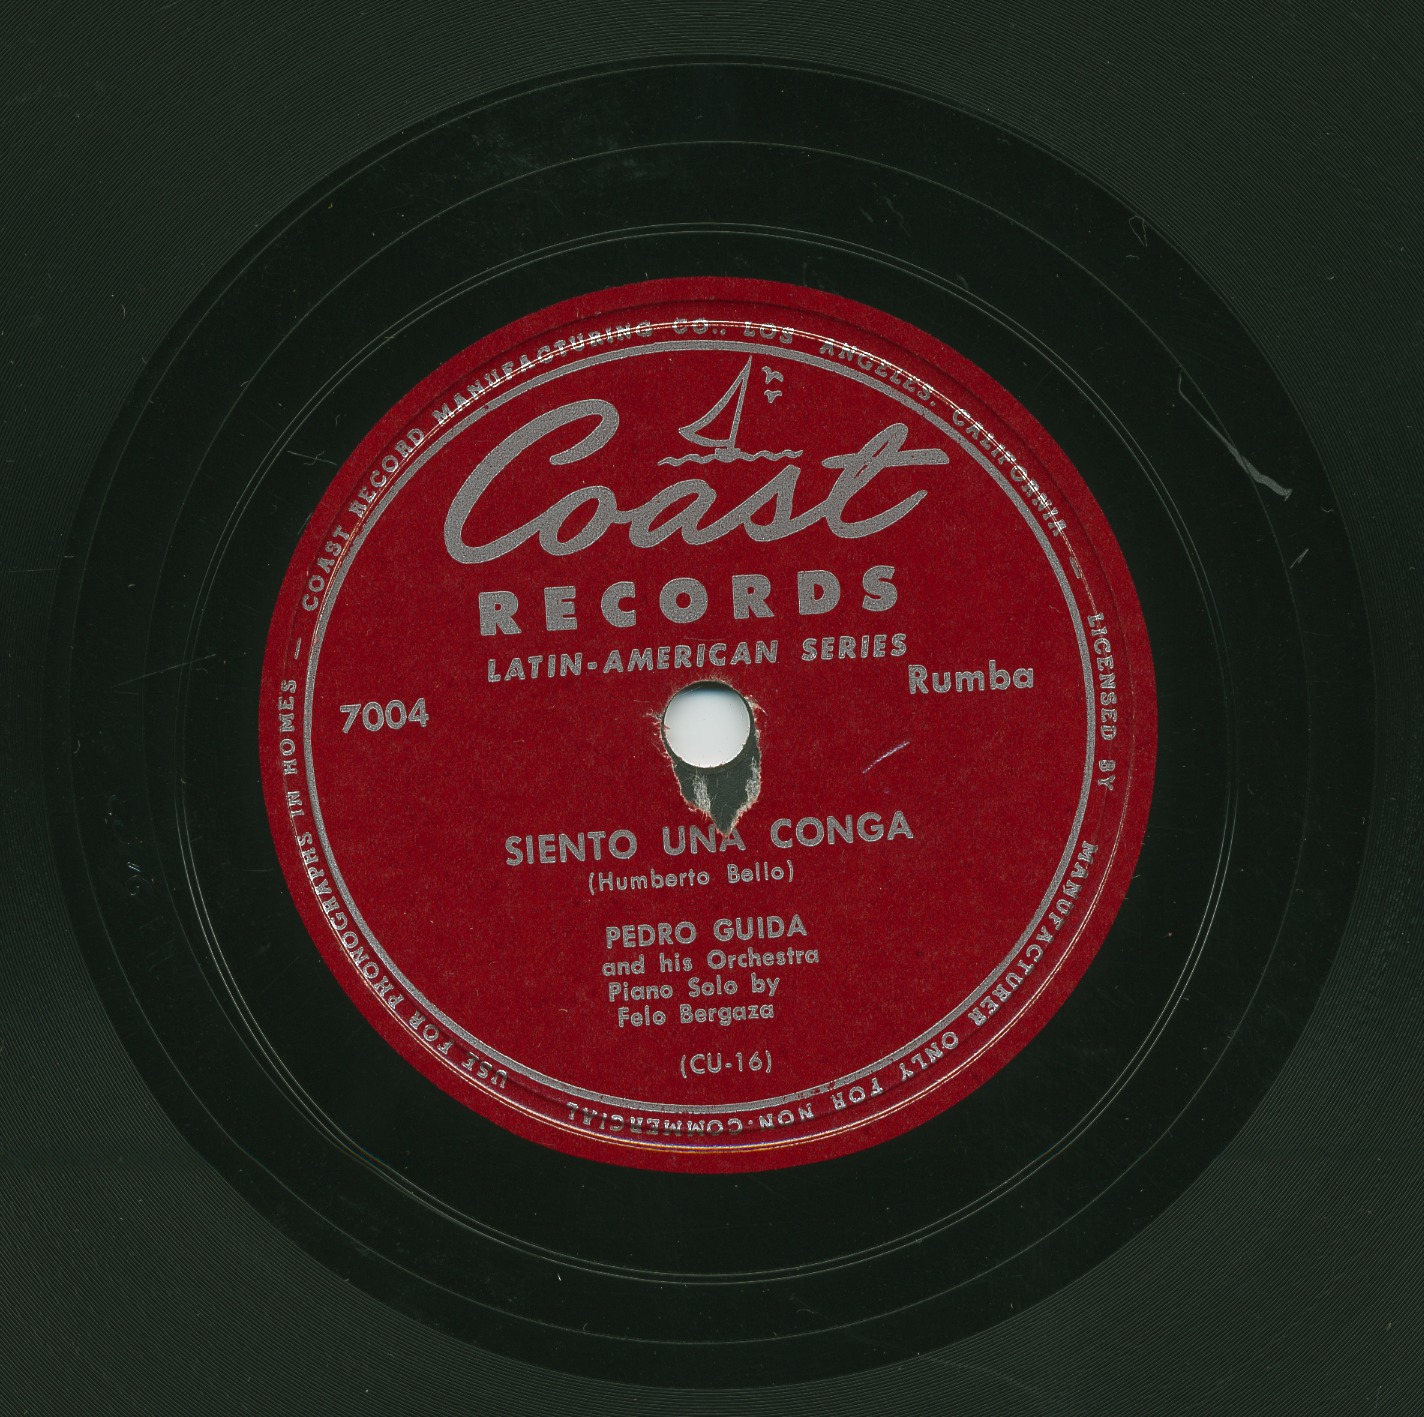 COAST RECORD MANUFACTURING CO., LOS ANGELES, CALIFORNIA — LICENSED BY MANUFACTURER ONLY FOR NON-COMMERCIAL USE FOR PHONOGRAPHS IN HOMES —
Coast
RECORDS
LATIN-AMERICAN SERIES
Rumba
7004
SIENTO UNA CONGA
(Humberto Bello)
PEDRO GUIDA
and his Orchestra
Piano Solo by
Felo Bergaza
(CU-16)